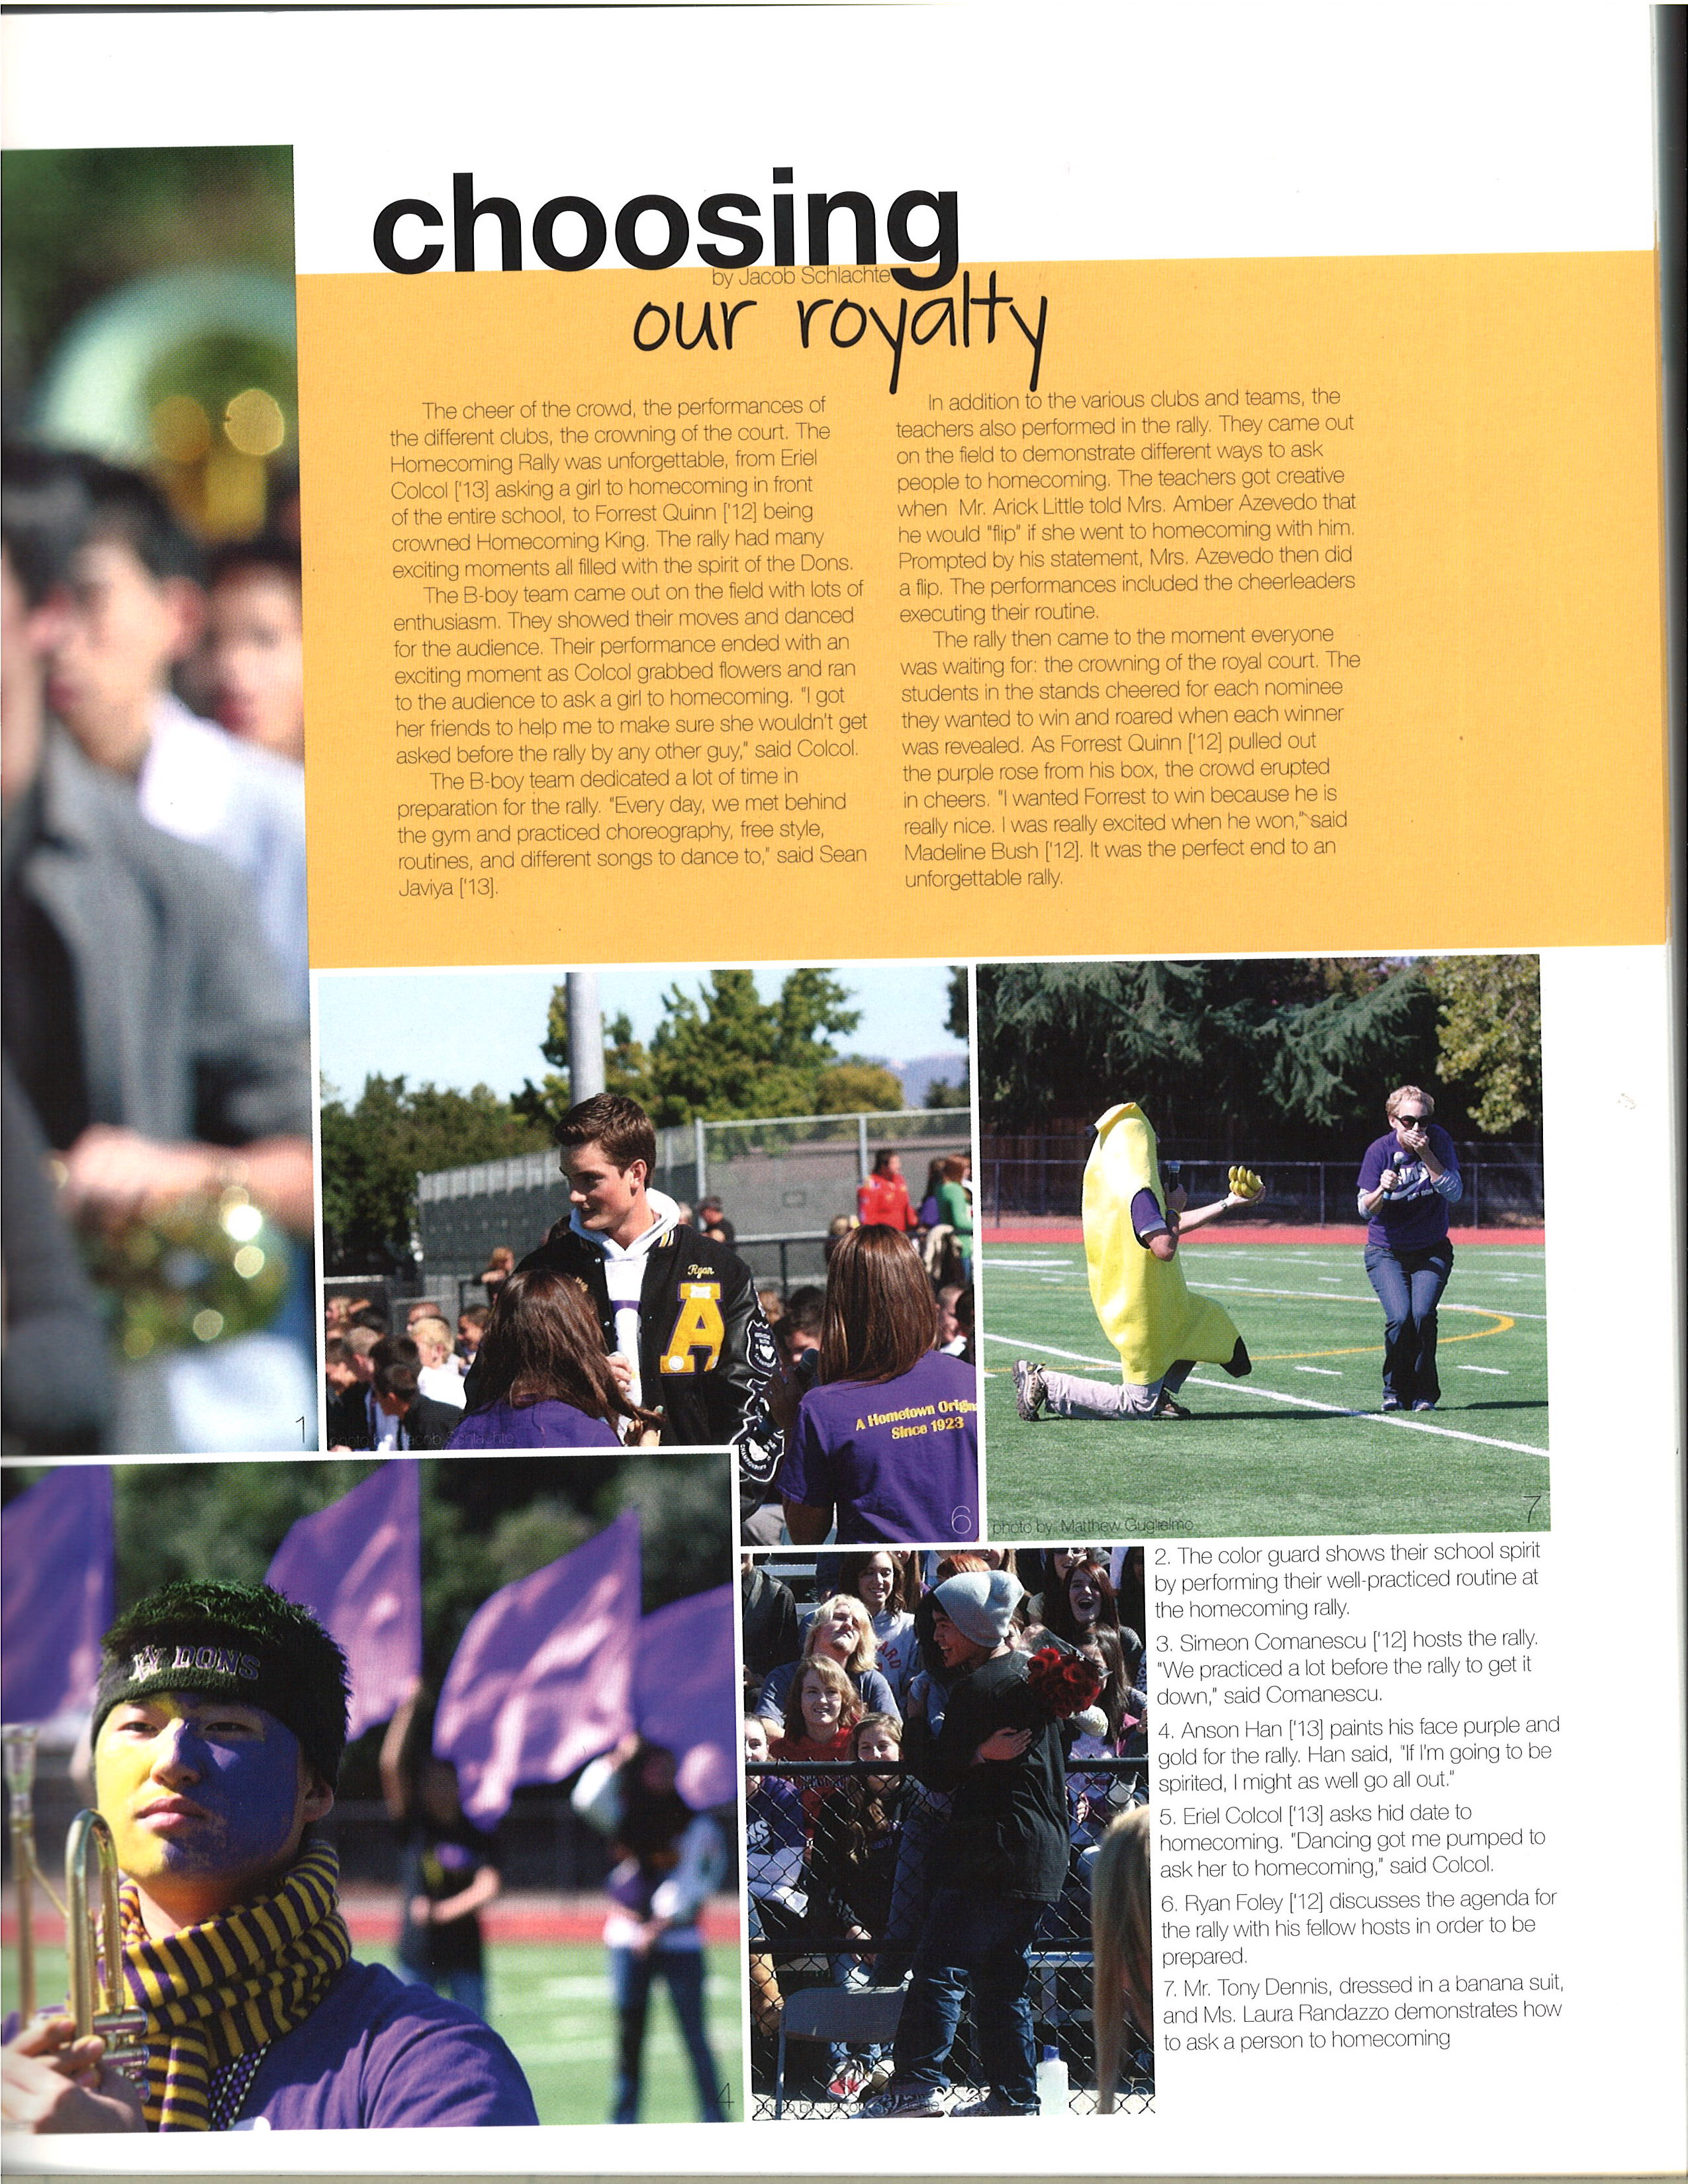 choosing
by Jacob Schlachte
our royalty
The cheer of the crowd, the performances of
the different clubs, the crowning of the court. The
Homecoming Rally was unforgettable, from Eriel
Colcol ['13] asking a girl to homecoming in front
of the entire school, to Forrest Quinn ['12] being
crowned Homecoming King. The rally had many
exciting moments all filled with the spirit of the Dons.
The B-boy team came out on the field with lots of
enthusiasm. They showed their moves and danced
for the audience. Their performance ended with an
exciting moment as Colcol grabbed flowers and ran
to the audience to ask a girl to homecoming. "I got
her friends to help me to make sure she wouldn't get
asked before the rally by any other guy," said Colcol.
The B-boy team dedicated a lot of time in
preparation for the rally. "Every day, we met behind
the gym and practiced choreography, free style,
routines, and different songs to dance to," said Sean
Javiya ['13].
In addition to the various clubs and teams, the
teachers also performed in the rally. They came out
on the field to demonstrate different ways to ask
people to homecoming. The teachers got creative
when Mr. Arick Little told Mrs. Amber Azevedo that
he would "flip" if she went to homecoming with him.
Prompted by his statement, Mrs. Azevedo then did
a flip. The performances included the cheerleaders
executing their routine.
The rally then came to the moment everyone
was waiting for: the crowning of the royal court. The
students in the stands cheered for each nominee
they wanted to win and roared when each winner
was revealed. As Forrest Quinn ['12] pulled out
the purple rose from his box, the crowd erupted
in cheers. "I wanted Forrest to win because he is
really nice. I was really excited when he won," said
Madeline Bush ['12]. It was the perfect end to an
unforgettable rally.
1
photo by: Jacob Schlachte
Ryan
A
A Hometown Origin
Since 1923
6
photo by: Matthew Guglielmo
7
DONS
4
photo by: Jacob Schlachte
5
2. The color guard shows their school spirit
by performing their well-practiced routine at
the homecoming rally.
3. Simeon Comanescu ['12] hosts the rally.
"We practiced a lot before the rally to get it
down," said Comanescu.
4. Anson Han ['13] paints his face purple and
gold for the rally. Han said, "If I'm going to be
spirited, I might as well go all out."
5. Eriel Colcol ['13] asks hid date to
homecoming. "Dancing got me pumped to
ask her to homecoming," said Colcol.
6. Ryan Foley ['12] discusses the agenda for
the rally with his fellow hosts in order to be
prepared.
7. Mr. Tony Dennis, dressed in a banana suit,
and Ms. Laura Randazzo demonstrates how
to ask a person to homecoming